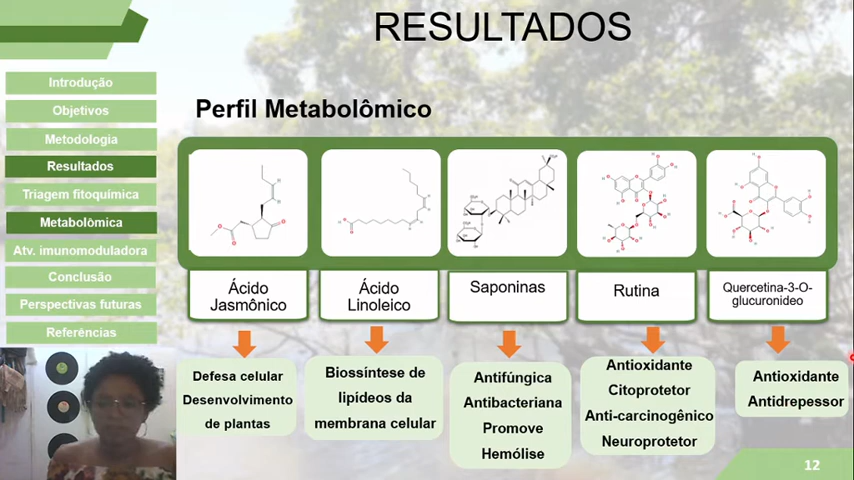 RESULTADOS
Introdução
Objetivos
Metodologia
Resultados
Triagem fitoquímica
Metabolômica
Atv. imunomoduladora
Conclusão
Perspectivas futuras
Referências
Perfil Metabolômico
Ácido
Jasmônico
Ácido
Linoleico
Saponinas
Rutina
Quercetina-3-O-
glucuronideo
Defesa celular
Desenvolvimento
de plantas
Biossíntese de
lipídeos da
membrana celular
Antifúngica
Antibacteriana
Promove
Hemólise
Antioxidante
Citoprotetor
Anti-carcinogênico
Neuroprotetor
Antioxidante
Antidrepessor
12